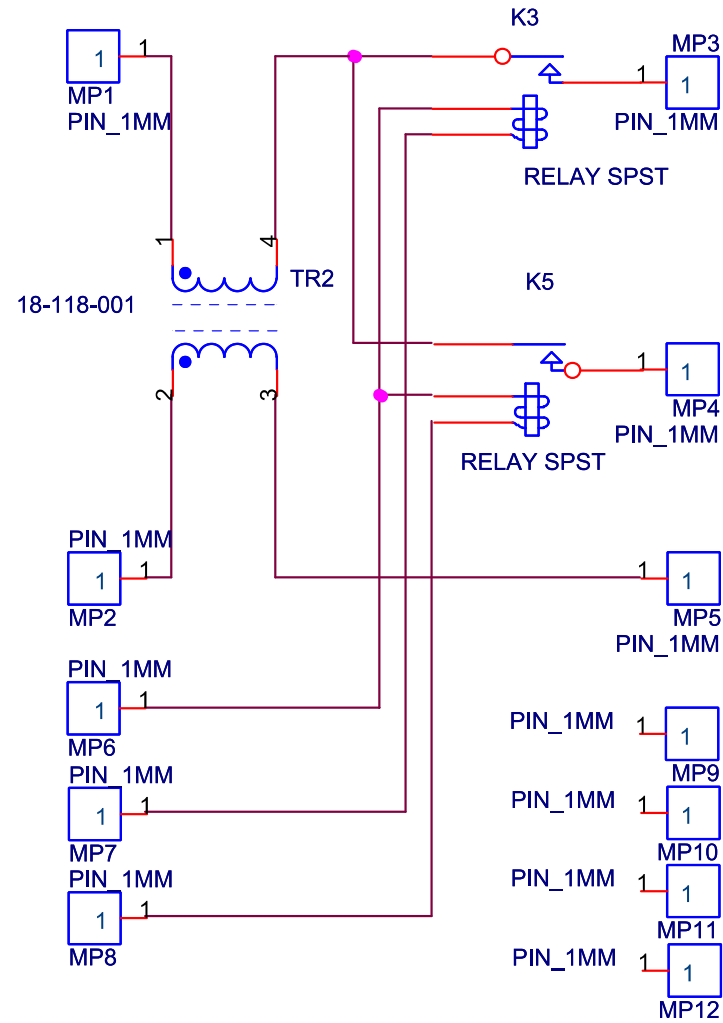 K3
1
1
MP1
PIN_1MM
MP3
1
1
PIN_1MM
RELAY SPST
1
4
TR2
18-118-001
2
3
K5
1
1
MP4
PIN_1MM
RELAY SPST
PIN_1MM
1
1
MP2
1
1
MP5
PIN_1MM
PIN_1MM
1
1
MP6
PIN_1MM
1
1
MP7
PIN_1MM
1
1
MP8
PIN_1MM
1
1
MP9
PIN_1MM
1
1
MP10
PIN_1MM
1
1
MP11
PIN_1MM
1
1
MP12